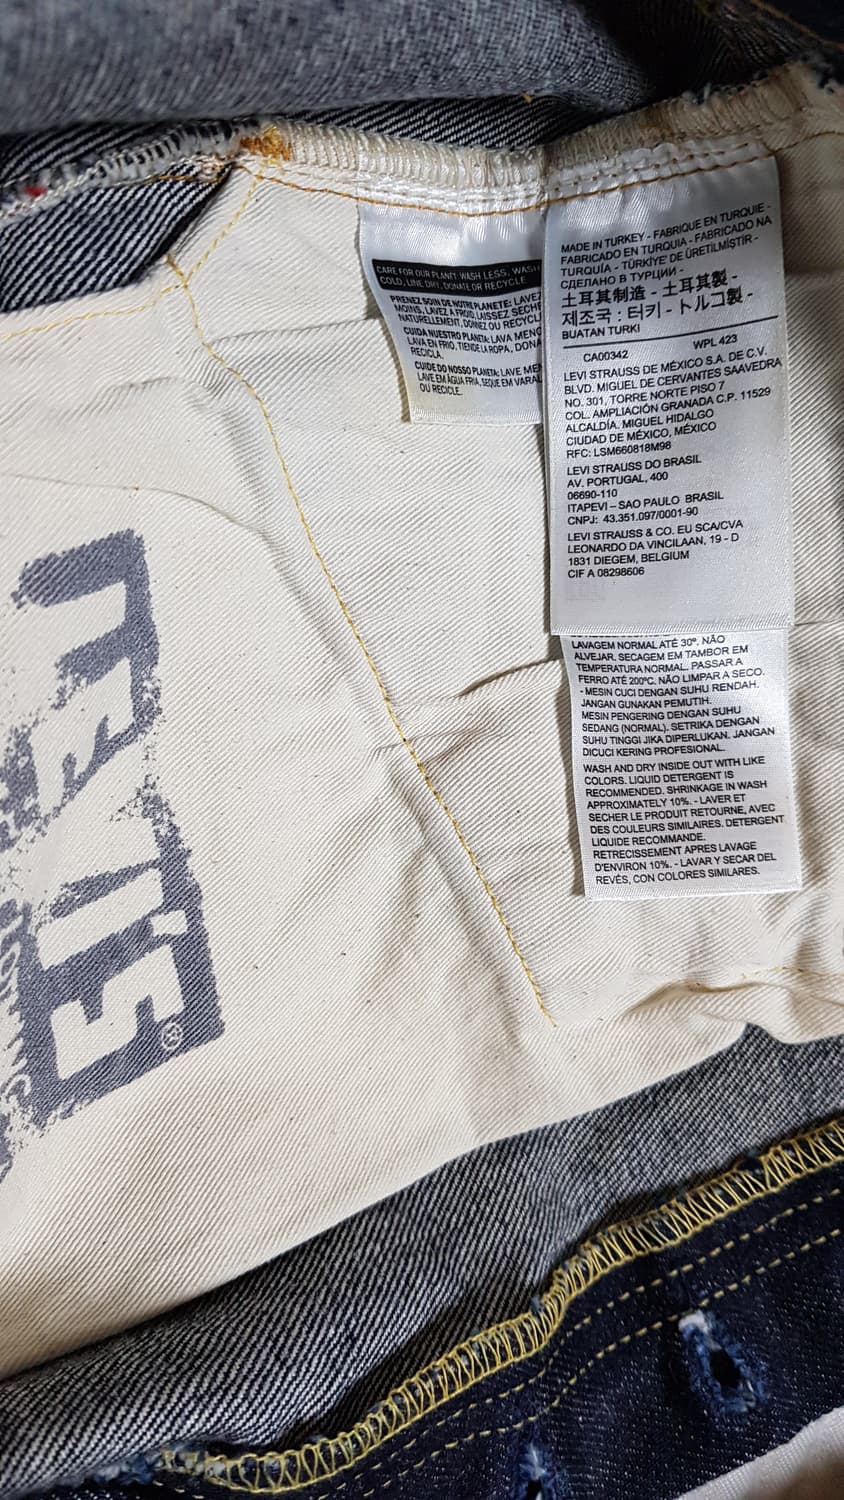 CARE FOR OUR PLANET: WASH LESS, WASH
COLD, LINE DRY, DONATE OR RECYCLE
PRENEZ SOIN DE NOTRE PLANETE: LAVEZ
MOINS, LAVEZ A FROID, LAISSEZ SECHE
NATURELLEMENT, DONNEZ OU RECYCL
CUIDA NUESTRO PLANETA: LAVA MENO
LAVA EN FRIO, TIENDE LA ROPA, DONA
RECICLA.
CUIDE DO NOSSO PLANETA: LAVE ME
LAVE EM ÁGUA FRIA, SEQUE EM VARAL
OU RECICLE.
MADE IN TURKEY - FABRIQUE EN TURQUIE -
FABRICADO EN TURQUIA - FABRICADO NA
TURQUÍA - TÜRKİYE' DE ÜRETİLMİŞTİR -
СДЕЛАНО В ТУРЦИИ -
土耳其制造 - 土耳其製 -
제조국 : 터키 - トルコ製 -
BUATAN TURKI
CA00342 WPL 423
LEVI STRAUSS DE MÉXICO S.A. DE C.V.
BLVD. MIGUEL DE CERVANTES SAAVEDRA
NO. 301, TORRE NORTE PISO 7
COL. AMPLIACIÓN GRANADA C.P. 11529
ALCALDÍA. MIGUEL HIDALGO
CIUDAD DE MÉXICO, MÉXICO
RFC: LSM660818M98
LEVI STRAUSS DO BRASIL
AV. PORTUGAL, 400
06690-110
ITAPEVI – SAO PAULO BRASIL
CNPJ: 43.351.097/0001-90
LEVI STRAUSS & CO. EU SCA/CVA
LEONARDO DA VINCILAAN, 19 - D
1831 DIEGEM, BELGIUM
CIF A 08298606
LAVAGEM NORMAL ATÉ 30º. NÃO
ALVEJAR. SECAGEM EM TAMBOR EM
TEMPERATURA NORMAL. PASSAR A
FERRO ATÉ 200ºC. NÃO LIMPAR A SECO.
- MESIN CUCI DENGAN SUHU RENDAH.
JANGAN GUNAKAN PEMUTIH.
MESIN PENGERING DENGAN SUHU
SEDANG (NORMAL). SETRIKA DENGAN
SUHU TINGGI JIKA DIPERLUKAN. JANGAN
DICUCI KERING PROFESIONAL.
WASH AND DRY INSIDE OUT WITH LIKE
COLORS. LIQUID DETERGENT IS
RECOMMENDED. SHRINKAGE IN WASH
APPROXIMATELY 10%. - LAVER ET
SECHER LE PRODUIT RETOURNE, AVEC
DES COULEURS SIMILAIRES. DETERGENT
LIQUIDE RECOMMANDE.
RETRECISSEMENT APRES LAVAGE
D'ENVIRON 10%. - LAVAR Y SECAR DEL
REVÉS, CON COLORES SIMILARES.
LEVI'S®